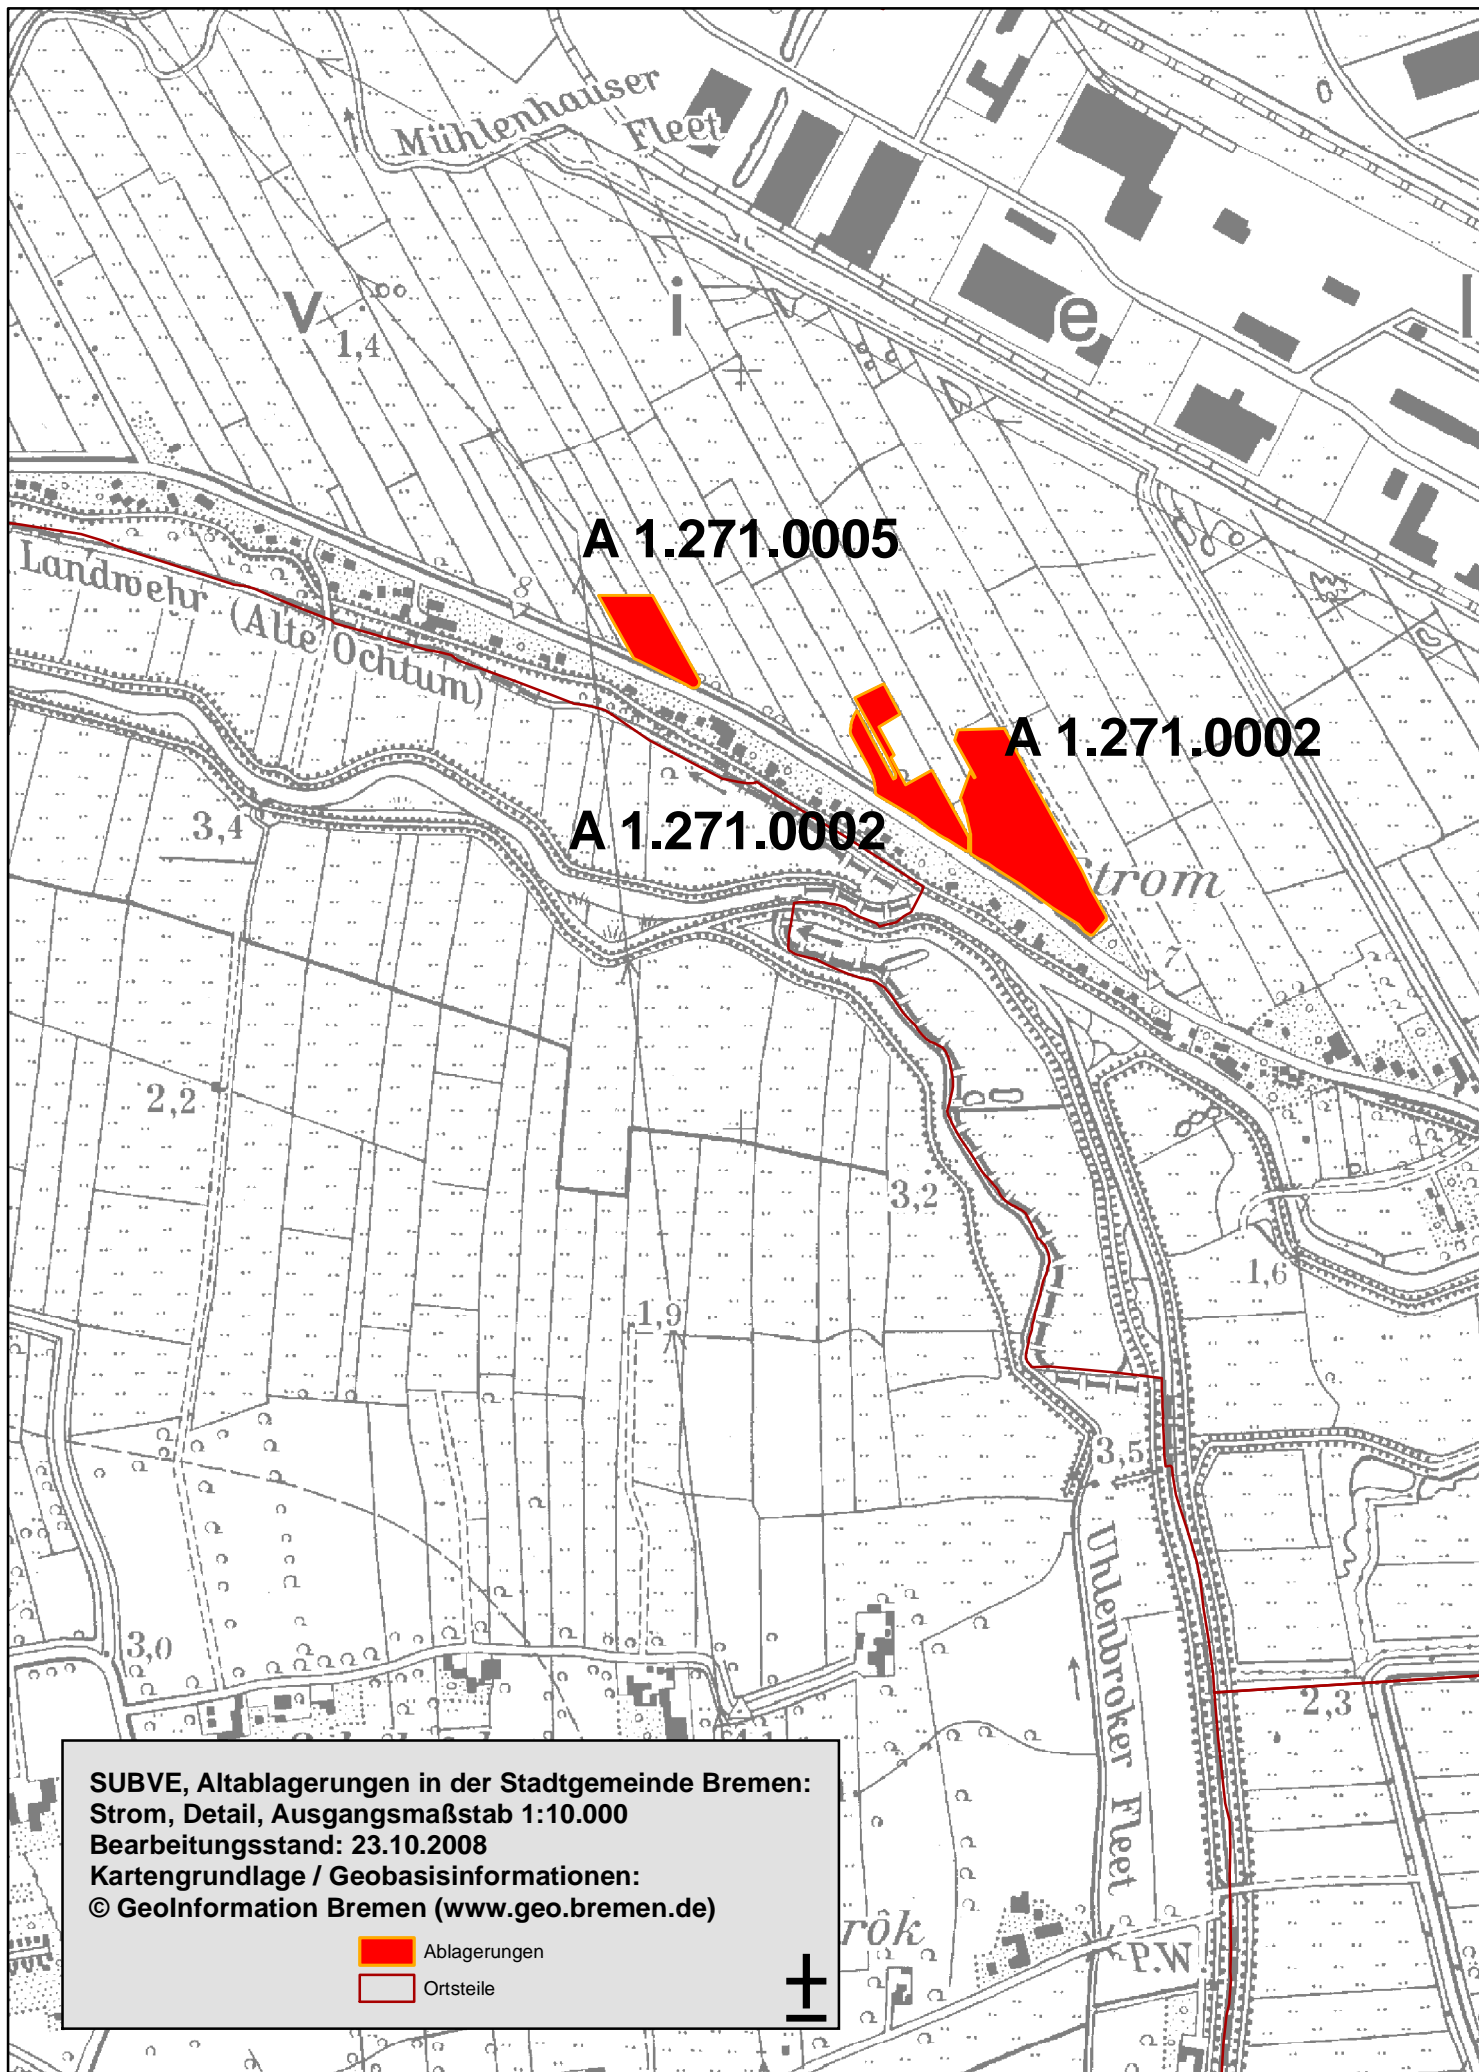 Mühlenhauser
Fleet
V
i
e
l
1,4
A 1.271.0005
Landwehr (Alte Ochtum)
8
A 1.271.0002
A 1.271.0002
3,4
Strom
7
2,2
3,2
1,6
1,9
3,5
Uhlenbroker Fleet
3,0
2,3
rôk
P.W.
SUBVE, Altablagerungen in der Stadtgemeinde Bremen:
Strom, Detail, Ausgangsmaßstab 1:10.000
Bearbeitungsstand: 23.10.2008
Kartengrundlage / Geobasisinformationen:
© GeoInformation Bremen (www.geo.bremen.de)
Ablagerungen
Ortsteile